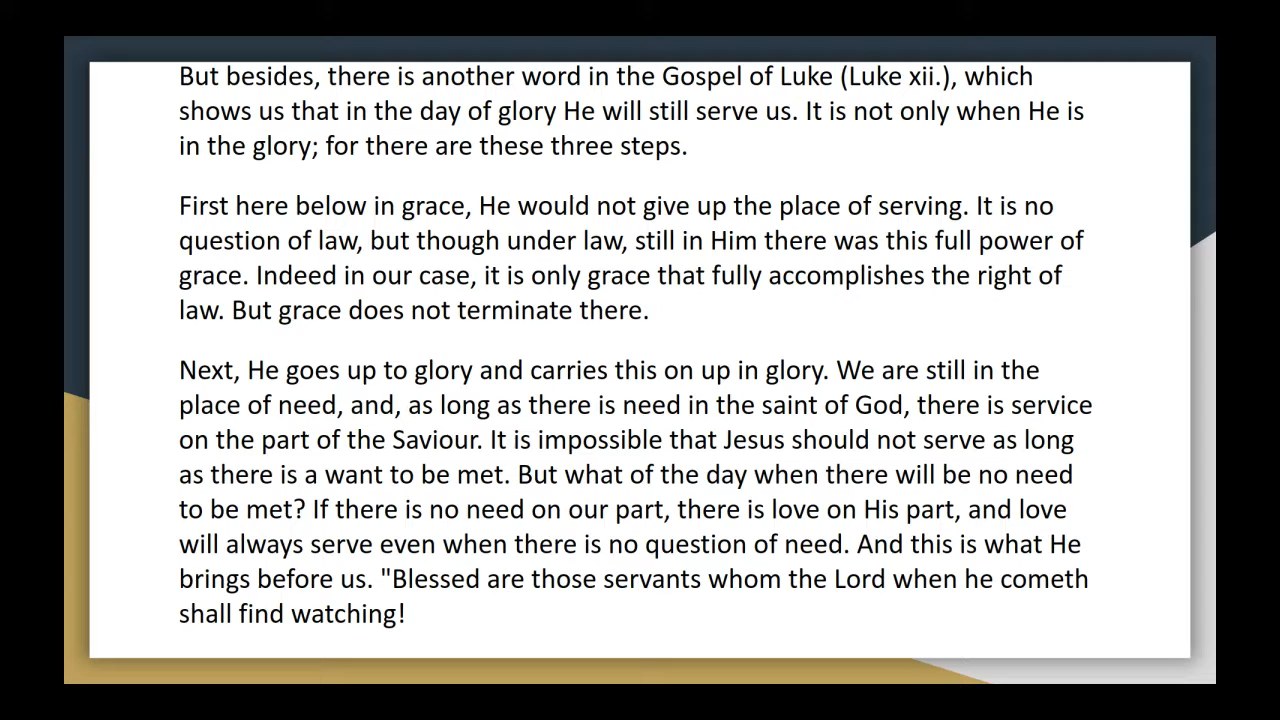 But besides, there is another word in the Gospel of Luke (Luke xii.), which
shows us that in the day of glory He will still serve us. It is not only when He is
in the glory; for there are these three steps.
First here below in grace, He would not give up the place of serving. It is no
question of law, but though under law, still in Him there was this full power of
grace. Indeed in our case, it is only grace that fully accomplishes the right of
law. But grace does not terminate there.
Next, He goes up to glory and carries this on up in glory. We are still in the
place of need, and, as long as there is need in the saint of God, there is service
on the part of the Saviour. It is impossible that Jesus should not serve as long
as there is a want to be met. But what of the day when there will be no need
to be met? If there is no need on our part, there is love on His part, and love
will always serve even when there is no question of need. And this is what He
brings before us. "Blessed are those servants whom the Lord when he cometh
shall find watching!